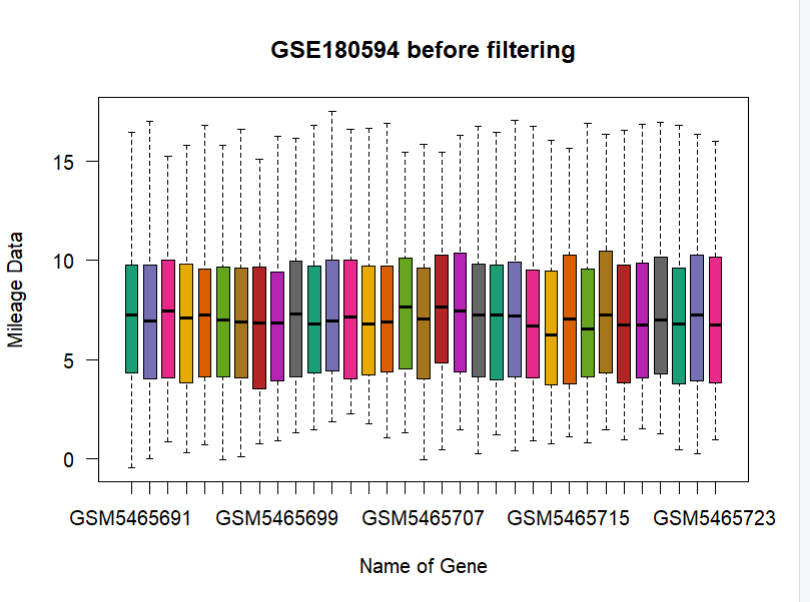 GSE180594 before filtering
Mileage Data
15
10
5
0
GSM5465691 GSM5465699 GSM5465707 GSM5465715 GSM5465723
Name of Gene